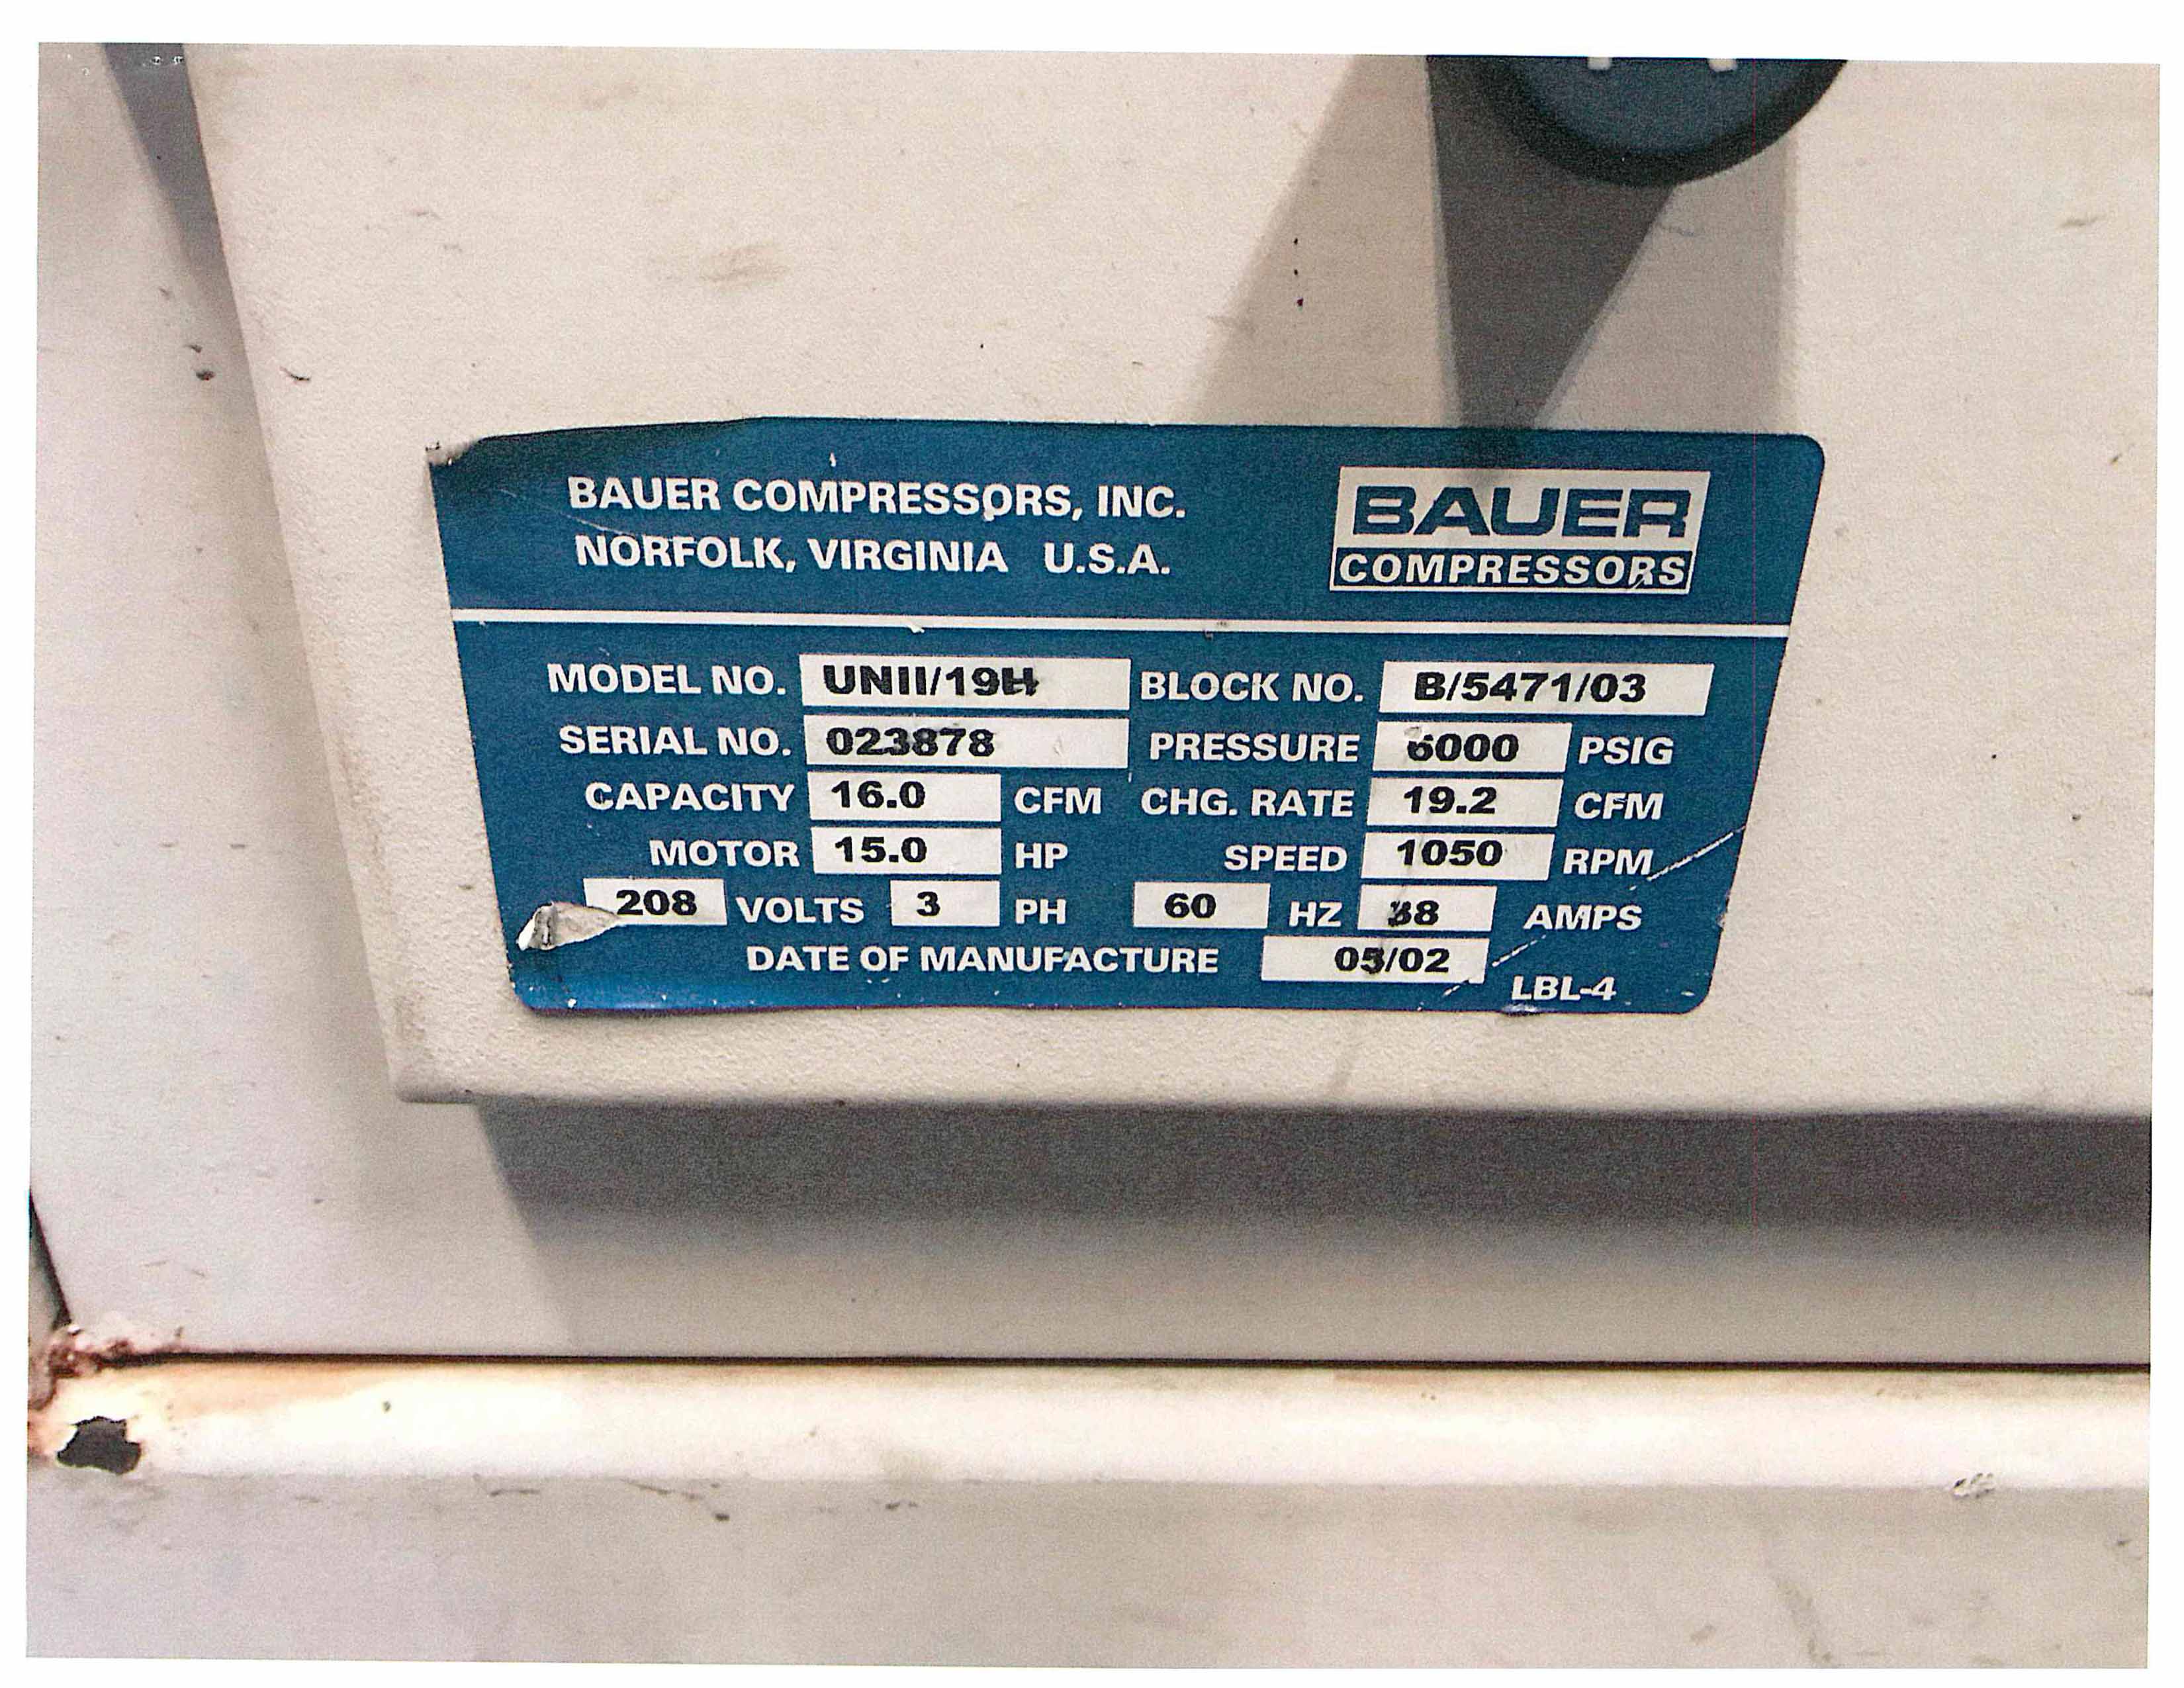 BAUER COMPRESSORS, INC.
NORFOLK, VIRGINIA U.S.A.
BAUER
COMPRESSORS
MODEL NO. UNII/19H BLOCK NO. B/5471/03
SERIAL NO. 023878 PRESSURE 6000 PSIG
CAPACITY 16.0 CFM CHG. RATE 19.2 CFM
MOTOR 15.0 HP SPEED 1050 RPM
208 VOLTS 3 PH 60 HZ AMPS
DATE OF MANUFACTURE
LBL-4